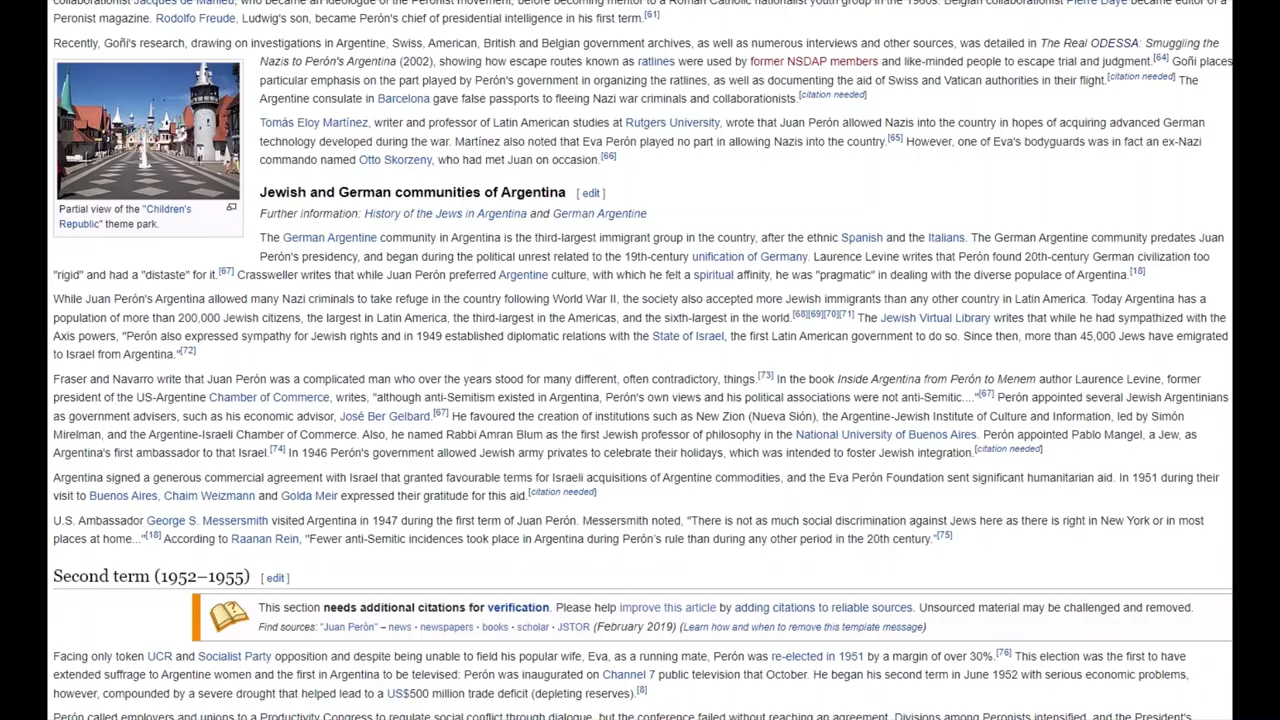 collaborationist Jacques de Mahieu, who became an ideologue of the Peronist movement, before becoming mentor to a Roman Catholic nationalist youth group in the 1960s. Belgian collaborationist Pierre Daye became editor of a
Peronist magazine. Rodolfo Freude, Ludwig's son, became Perón's chief of presidential intelligence in his first term.[61]
Recently, Goñi's research, drawing on investigations in Argentine, Swiss, American, British and Belgian government archives, as well as numerous interviews and other sources, was detailed in The Real ODESSA: Smuggling the
Nazis to Perón's Argentina (2002), showing how escape routes known as ratlines were used by former NSDAP members and like-minded people to escape trial and judgment.[64] Goñi places
particular emphasis on the part played by Perón's government in organizing the ratlines, as well as documenting the aid of Swiss and Vatican authorities in their flight.[citation needed] The
Argentine consulate in Barcelona gave false passports to fleeing Nazi war criminals and collaborationists.[citation needed]
Tomás Eloy Martínez, writer and professor of Latin American studies at Rutgers University, wrote that Juan Perón allowed Nazis into the country in hopes of acquiring advanced German
technology developed during the war. Martínez also noted that Eva Perón played no part in allowing Nazis into the country.[65] However, one of Eva's bodyguards was in fact an ex-Nazi
commando named Otto Skorzeny, who had met Juan on occasion.[66]
Partial view of the "Children's
Republic" theme park.
Jewish and German communities of Argentina [ edit ]
Further information: History of the Jews in Argentina and German Argentine
The German Argentine community in Argentina is the third-largest immigrant group in the country, after the ethnic Spanish and the Italians. The German Argentine community predates Juan
Perón's presidency, and began during the political unrest related to the 19th-century unification of Germany. Laurence Levine writes that Perón found 20th-century German civilization too
"rigid" and had a "distaste" for it.[67] Crassweller writes that while Juan Perón preferred Argentine culture, with which he felt a spiritual affinity, he was "pragmatic" in dealing with the diverse populace of Argentina.[18]
While Juan Perón's Argentina allowed many Nazi criminals to take refuge in the country following World War II, the society also accepted more Jewish immigrants than any other country in Latin America. Today Argentina has a
population of more than 200,000 Jewish citizens, the largest in Latin America, the third-largest in the Americas, and the sixth-largest in the world.[68][69][70][71] The Jewish Virtual Library writes that while he had sympathized with the
Axis powers, "Perón also expressed sympathy for Jewish rights and in 1949 established diplomatic relations with the State of Israel, the first Latin American government to do so. Since then, more than 45,000 Jews have emigrated
to Israel from Argentina."[72]
Fraser and Navarro write that Juan Perón was a complicated man who over the years stood for many different, often contradictory, things.[73] In the book Inside Argentina from Perón to Menem author Laurence Levine, former
president of the US-Argentine Chamber of Commerce, writes, "although anti-Semitism existed in Argentina, Perón's own views and his political associations were not anti-Semitic...."[67] Perón appointed several Jewish Argentinians
as government advisers, such as his economic advisor, José Ber Gelbard.[67] He favoured the creation of institutions such as New Zion (Nueva Sión), the Argentine-Jewish Institute of Culture and Information, led by Simón
Mirelman, and the Argentine-Israeli Chamber of Commerce. Also, he named Rabbi Amran Blum as the first Jewish professor of philosophy in the National University of Buenos Aires. Perón appointed Pablo Mangel, a Jew, as
Argentina's first ambassador to that Israel.[74] In 1946 Perón's government allowed Jewish army privates to celebrate their holidays, which was intended to foster Jewish integration.[citation needed]
Argentina signed a generous commercial agreement with Israel that granted favourable terms for Israeli acquisitions of Argentine commodities, and the Eva Perón Foundation sent significant humanitarian aid. In 1951 during their
visit to Buenos Aires, Chaim Weizmann and Golda Meir expressed their gratitude for this aid.[citation needed]
U.S. Ambassador George S. Messersmith visited Argentina in 1947 during the first term of Juan Perón. Messersmith noted, "There is not as much social discrimination against Jews here as there is right in New York or in most
places at home..."[18] According to Raanan Rein, "Fewer anti-Semitic incidences took place in Argentina during Perón's rule than during any other period in the 20th century."[75]
Second term (1952–1955) [ edit ]
This section needs additional citations for verification. Please help improve this article by adding citations to reliable sources. Unsourced material may be challenged and removed.
Find sources: "Juan Perón" – news · newspapers · books · scholar · JSTOR (February 2019) (Learn how and when to remove this template message)
Facing only token UCR and Socialist Party opposition and despite being unable to field his popular wife, Eva, as a running mate, Perón was re-elected in 1951 by a margin of over 30%.[76] This election was the first to have
extended suffrage to Argentine women and the first in Argentina to be televised: Perón was inaugurated on Channel 7 public television that October. He began his second term in June 1952 with serious economic problems,
however, compounded by a severe drought that helped lead to a US$500 million trade deficit (depleting reserves).[8]
Perón called employers and unions to a Productivity Congress to regulate social conflict through dialogue, but the conference failed without reaching an agreement. Divisions among Peronists intensified, and the President's